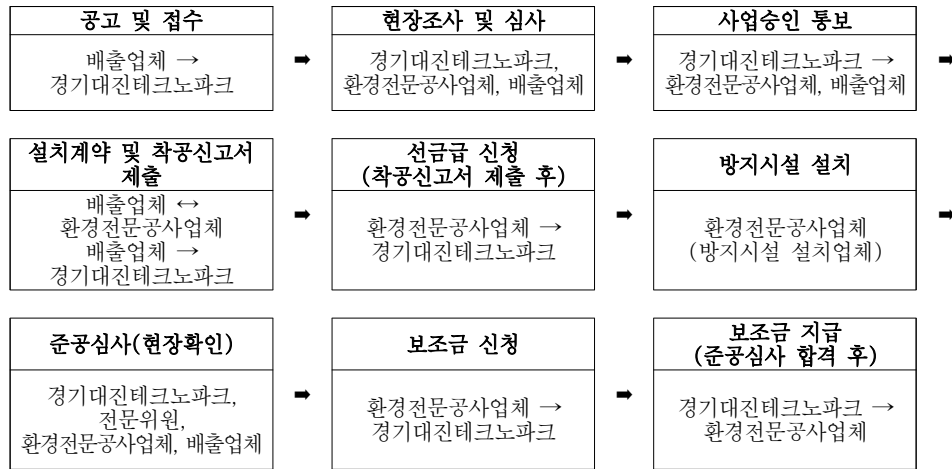 공고 및 접수
배출업체 →
경기대진테크노파크
➡
현장조사 및 심사
경기대진테크노파크,
환경전문공사업체, 배출업체
➡
사업승인 통보
경기대진테크노파크 →
환경전문공사업체, 배출업체
➡
설치계약 및 착공신고서
제출
배출업체 ↔
환경전문공사업체
배출업체 →
경기대진테크노파크
➡
선금급 신청
(착공신고서 제출 후)
환경전문공사업체 →
경기대진테크노파크
➡
방지시설 설치
환경전문공사업체
(방지시설 설치업체)
➡
준공심사(현장확인)
경기대진테크노파크,
전문위원,
환경전문공사업체, 배출업체
➡
보조금 신청
환경전문공사업체 →
경기대진테크노파크
➡
보조금 지급
(준공심사 합격 후)
경기대진테크노파크 →
환경전문공사업체